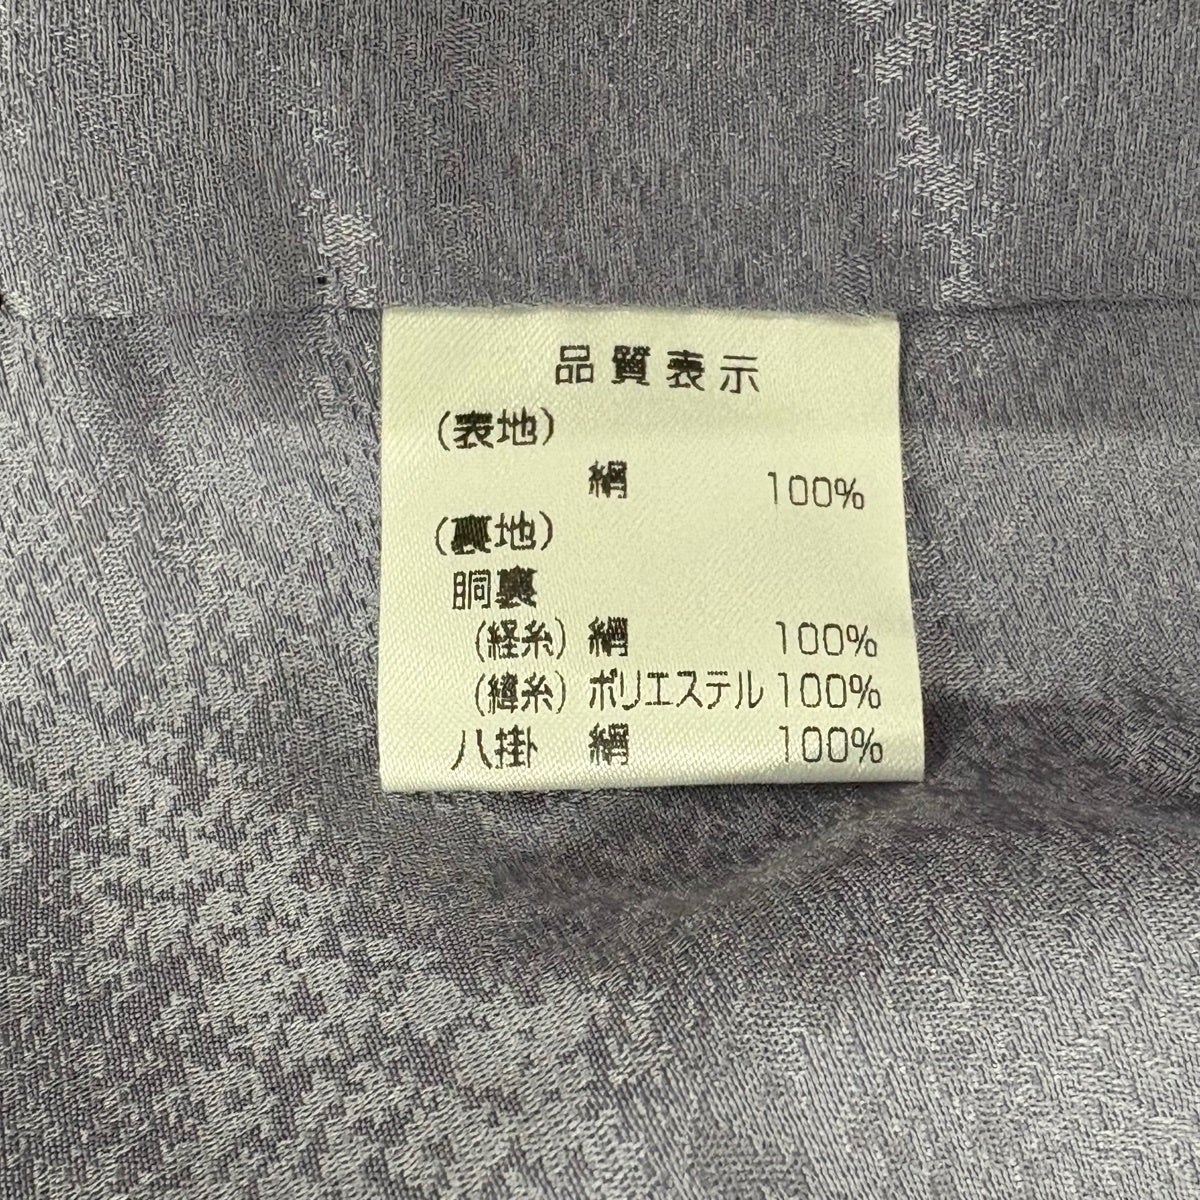 品質表示
(表地)
絹 100%
(裏地)
胴裏
(経糸) 絹 100%
(緯糸) ポリエステル 100%
八掛 絹 100%